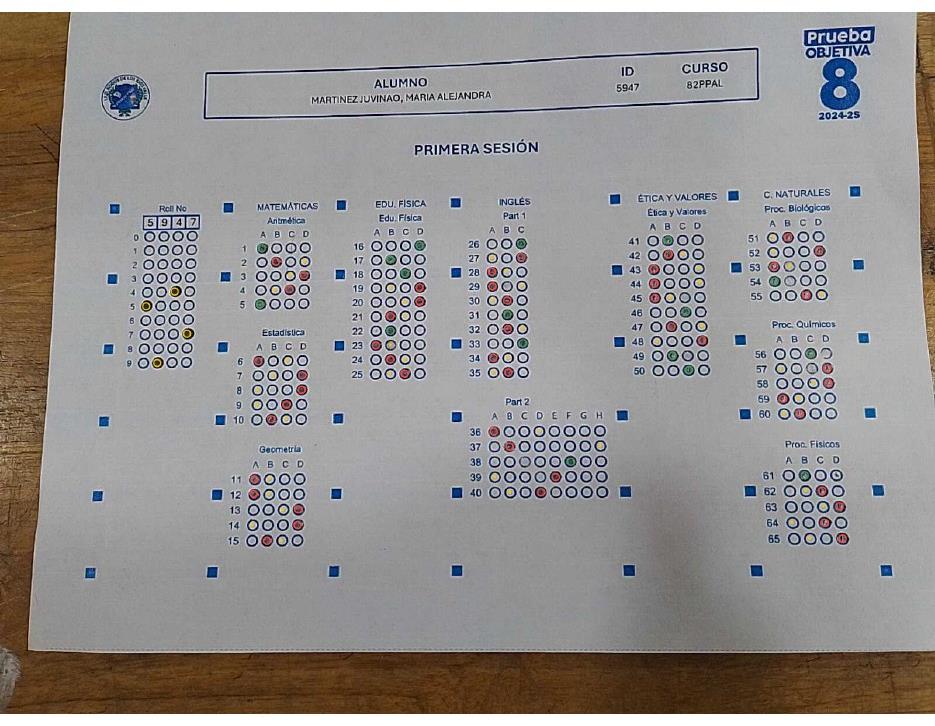 Prueba
OBJETIVA
8
2024-25
ALUMNO
MARTINEZ JUVINAO, MARIA ALEJANDRA
ID
5947
CURSO
82PPAL
PRIMERA SESIÓN
Roll No
5 9 4 7
0
1
2
3
4
5
6
7
8
9
MATEMÁTICAS
Aritmética
A B C D
1
2
3
4
5
Estadística
A B C D
6
7
8
9
10
Geometría
A B C D
11
12
13
14
15
EDU. FÍSICA
Edu. Física
A B C D
16
17
18
19
20
21
22
23
24
25
INGLÉS
Part 1
A B C
26
27
28
29
30
31
32
33
34
35
Part 2
A B C D E F G H
36
37
38
39
40
ÉTICA Y VALORES
Ética y Valores
A B C D
41
42
43
44
45
46
47
48
49
50
C. NATURALES
Proc. Biológicos
A B C D
51
52
53
54
55
Proc. Químicos
A B C D
56
57
58
59
60
Proc. Físicos
A B C D
61
62
63
64
65